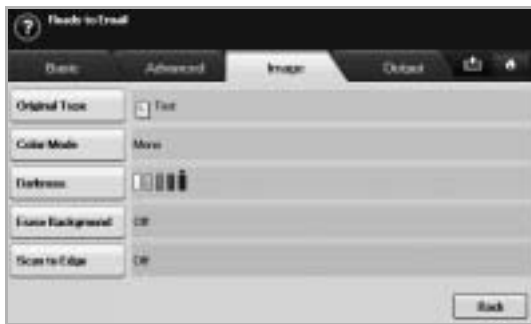 Ready to Email
Basic Advanced Image Output
Original Type Text
Color Mode Mono
Darkness
Erase Background Off
Scan to Edge Off
Back